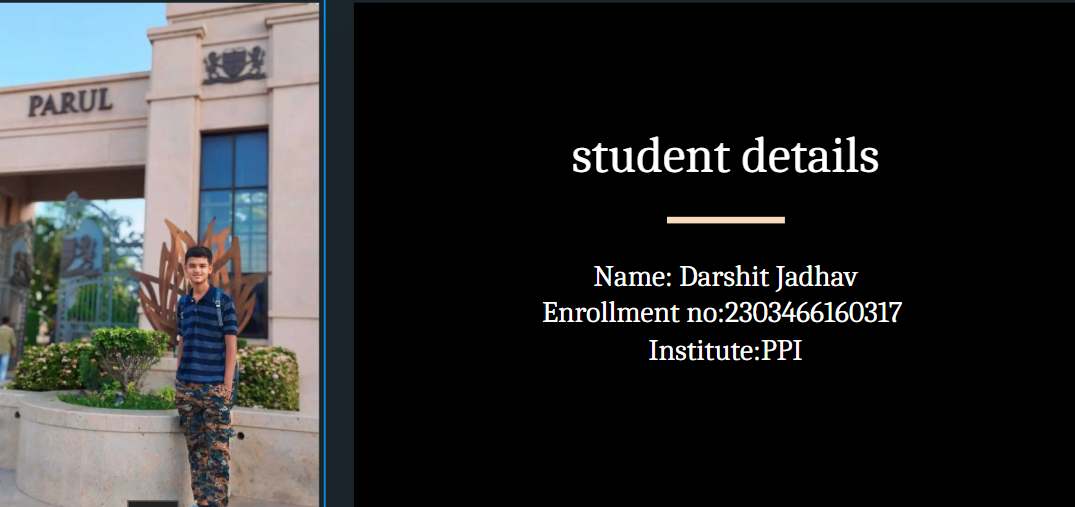 PARUL
student details
Name: Darshit Jadhav
Enrollment no:2303466160317
Institute:PPI